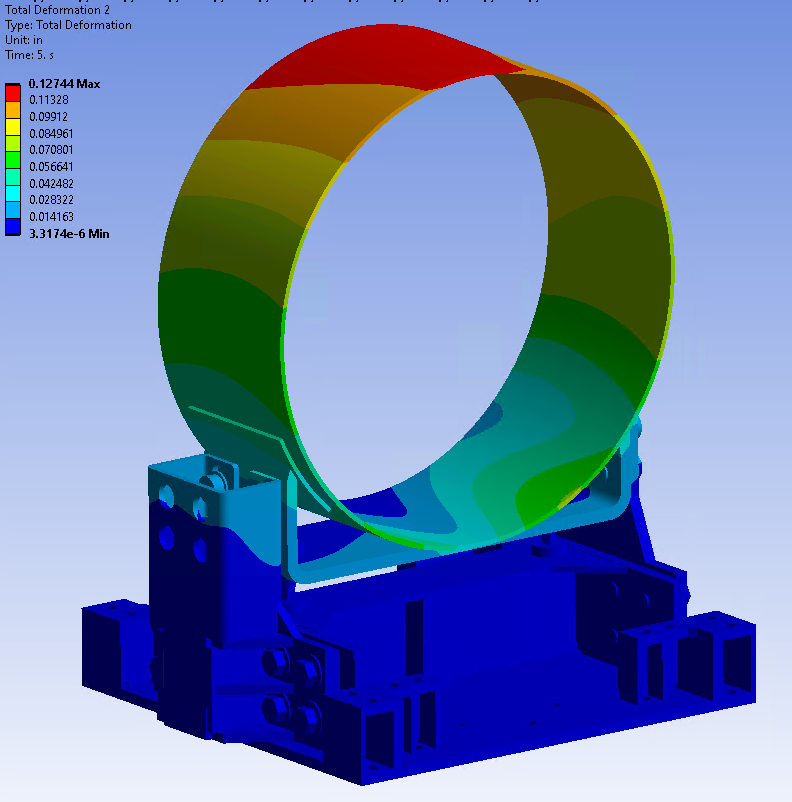 Total Deformation 2
Type: Total Deformation
Unit: in
Time: 5. s
0.12744 Max
0.11328
0.09912
0.084961
0.070801
0.056641
0.042482
0.028322
0.014163
3.3174e-6 Min